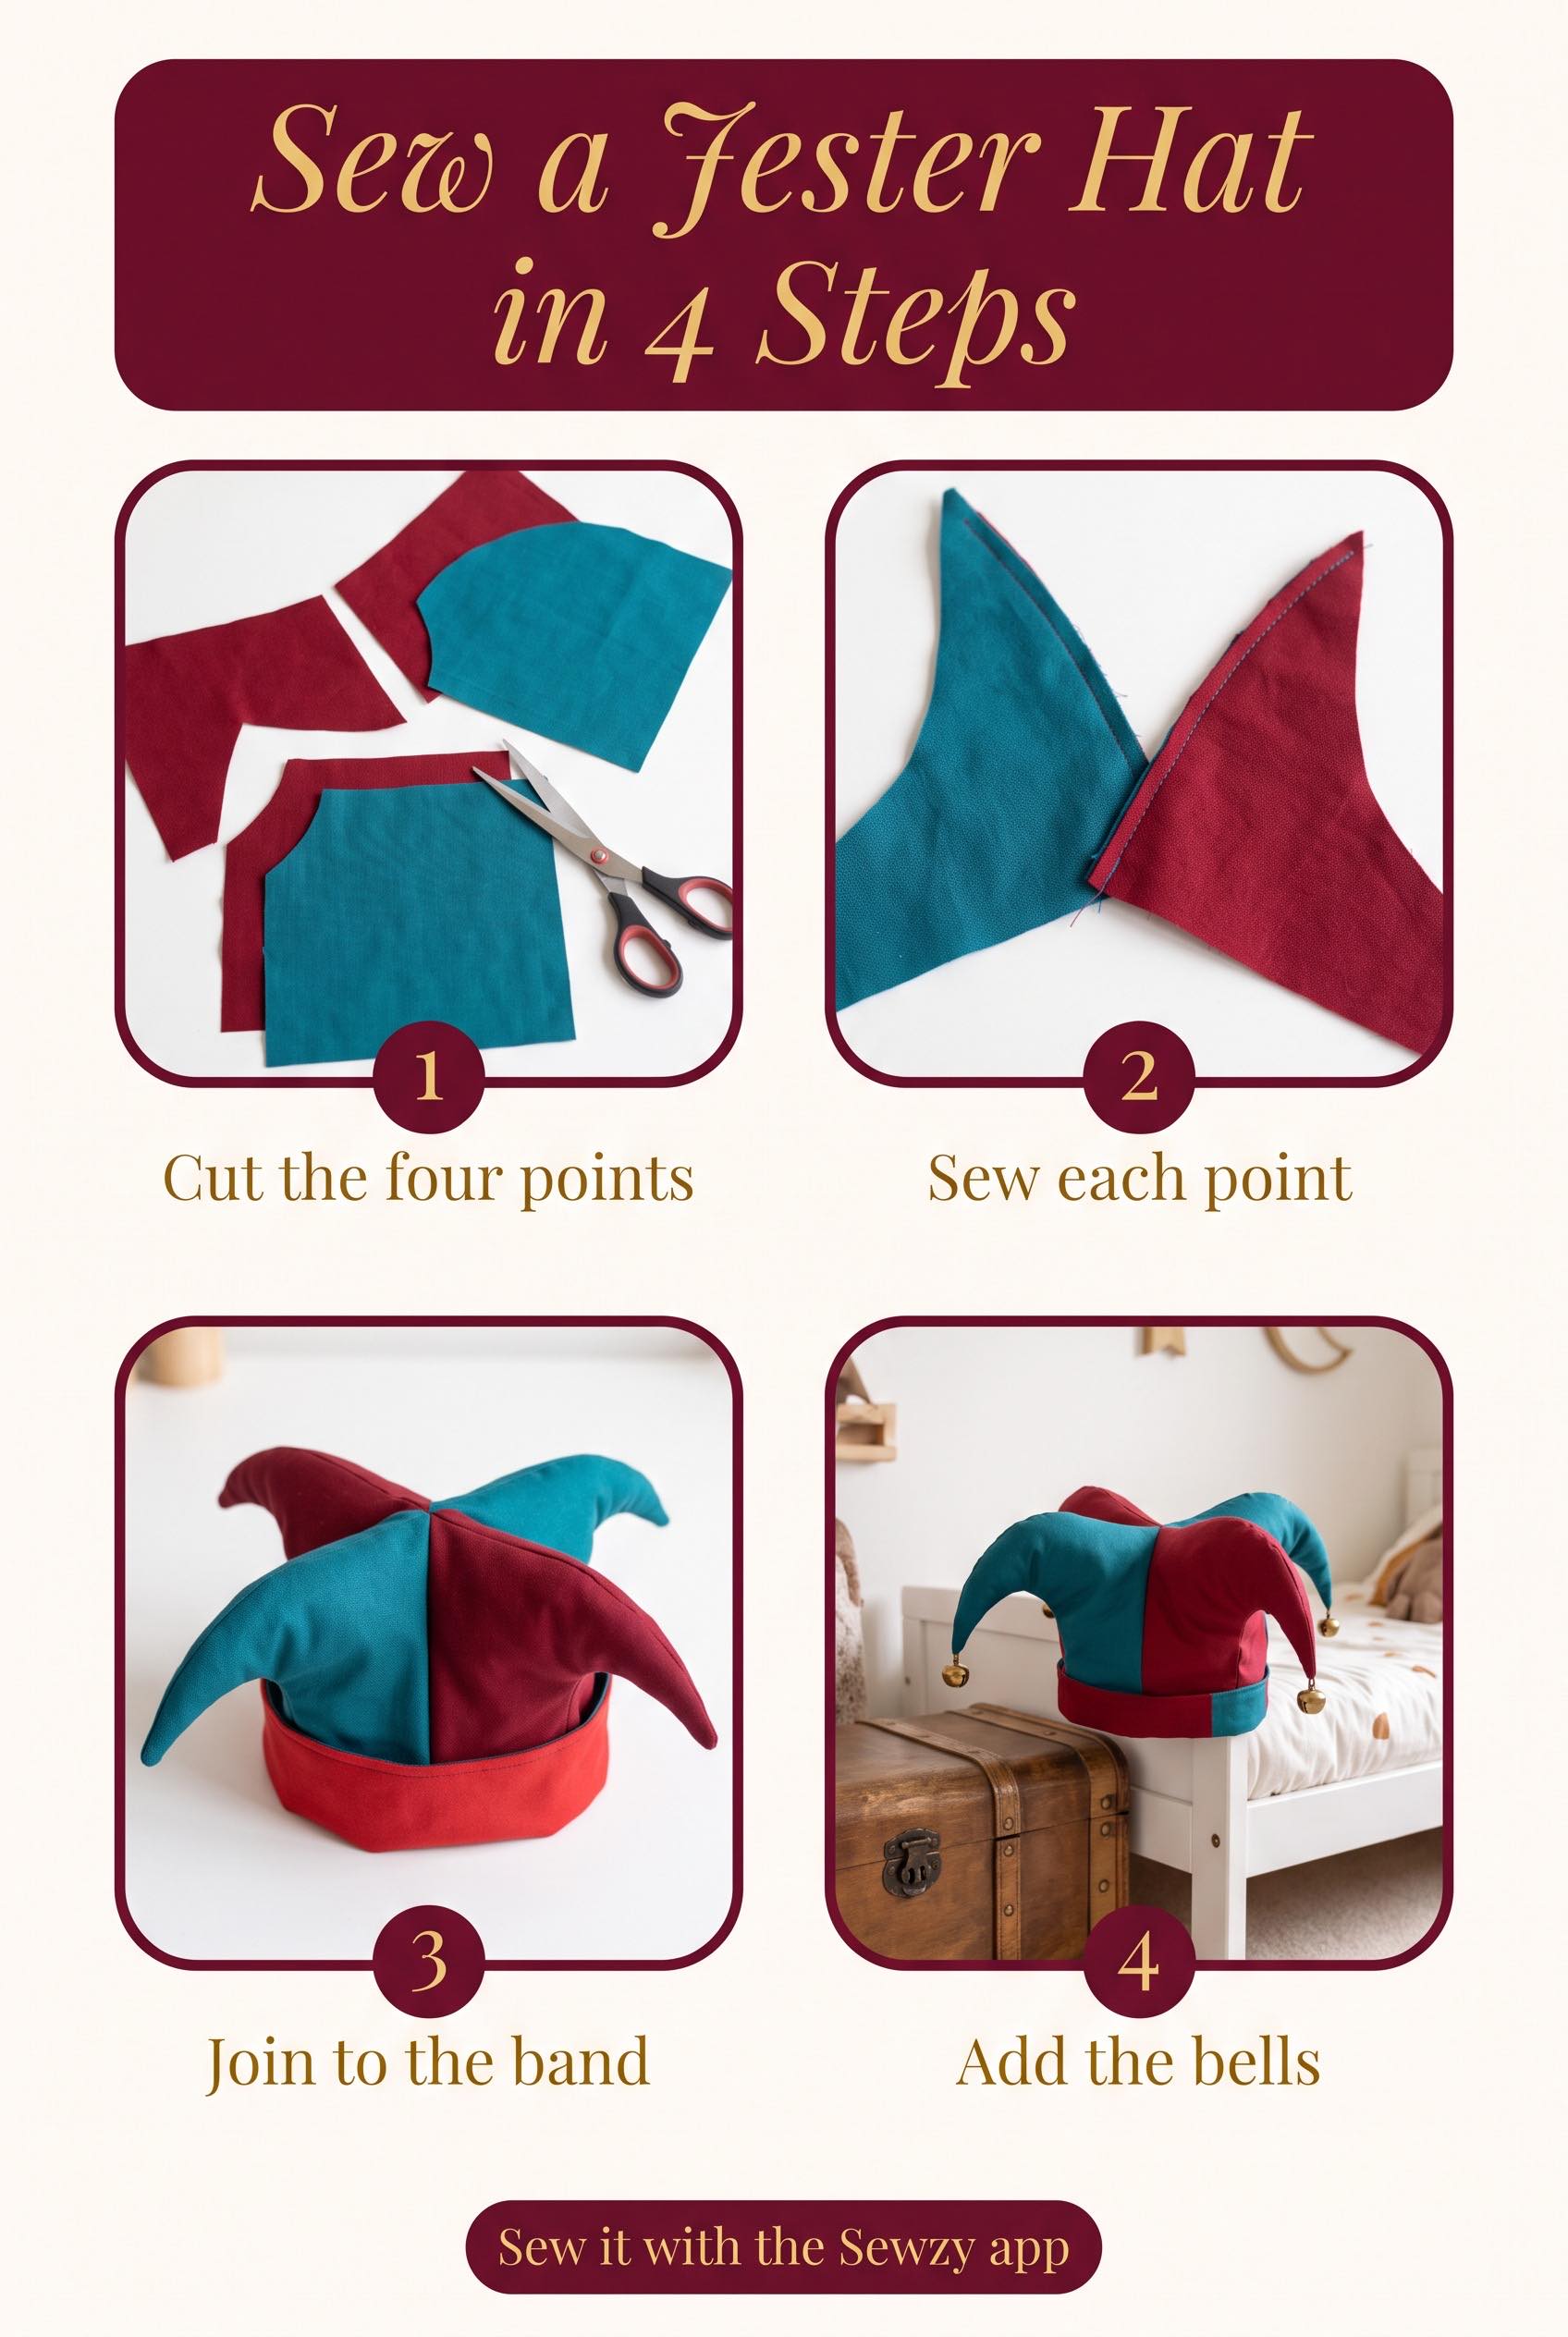 Sew a Jester Hat
in 4 Steps
1
Cut the four points
2
Sew each point
3
Join to the band
4
Add the bells
Sew it with the Sewzy app